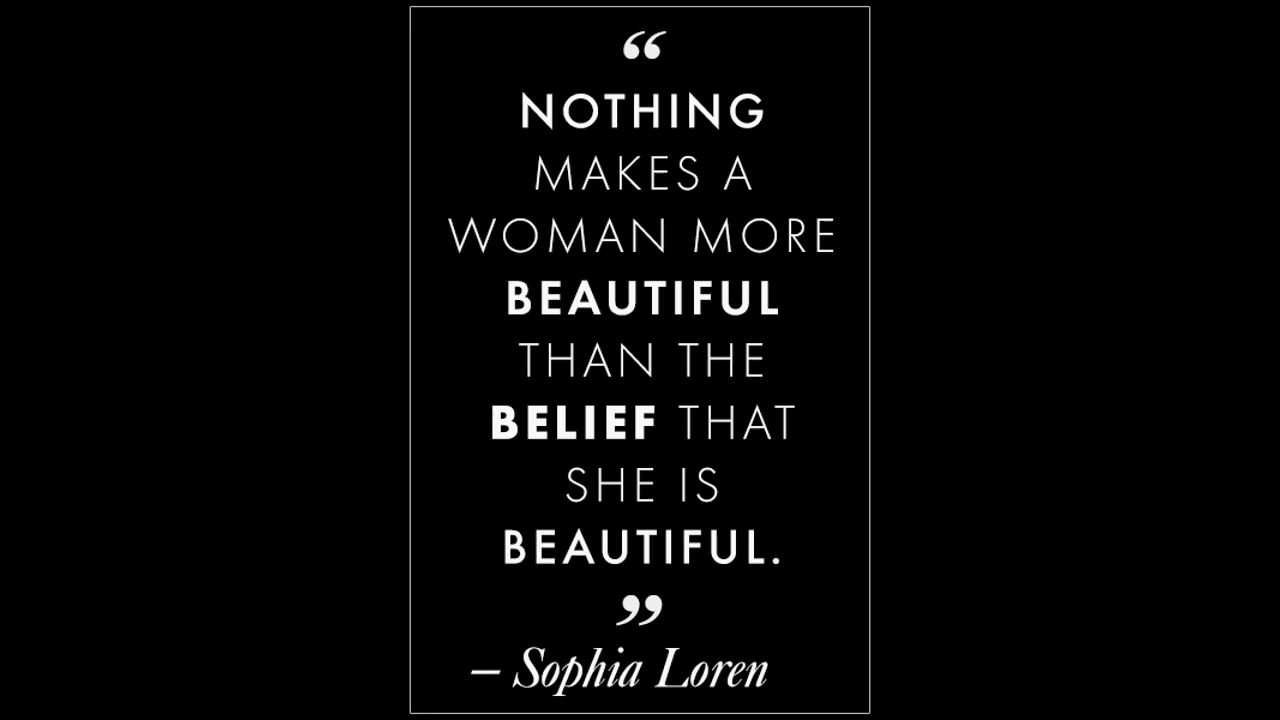 “
NOTHING
MAKES A
WOMAN MORE
BEAUTIFUL
THAN THE
BELIEF THAT
SHE IS
BEAUTIFUL.
”
– Sophia Loren